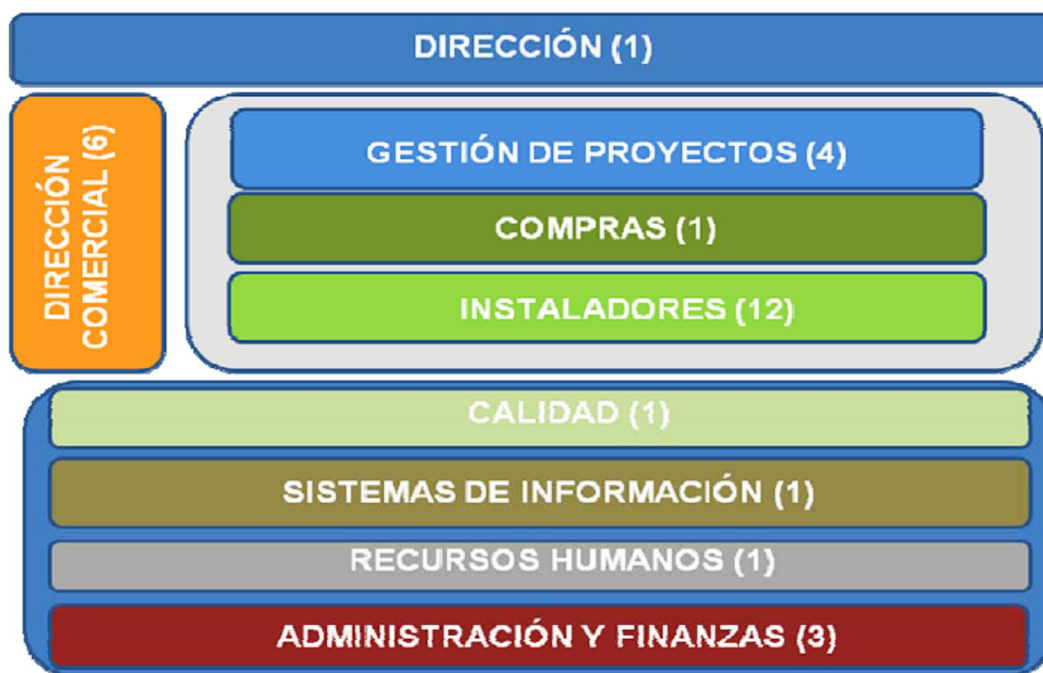 DIRECCIÓN (1)
DIRECCIÓN
COMERCIAL (6)
GESTIÓN DE PROYECTOS (4)
COMPRAS (1)
INSTALADORES (12)
CALIDAD (1)
SISTEMAS DE INFORMACIÓN (1)
RECURSOS HUMANOS (1)
ADMINISTRACIÓN Y FINANZAS (3)